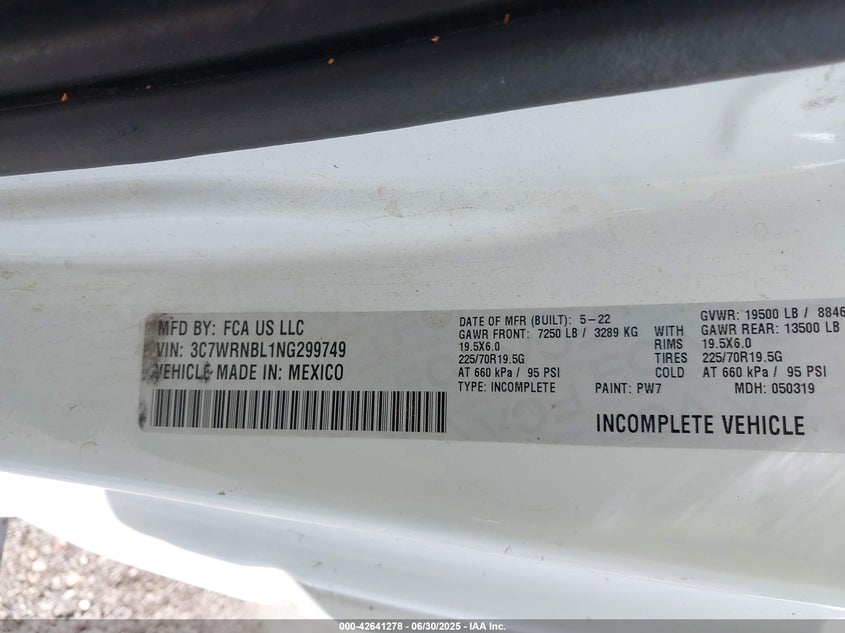 MFD BY: FCA US LLC
VIN: 3C7WRNBL1NG299749
VEHICLE MADE IN: MEXICO
DATE OF MFR (BUILT): 5-22
GAWR FRONT: 7250 LB / 3289 KG
19.5X6.0
225/70R19.5G
AT 660 kPa / 95 PSI
TYPE: INCOMPLETE
WITH
RIMS
TIRES
COLD
GVWR: 19500 LB / 8846
GAWR REAR: 13500 LB
19.5X6.0
225/70R19.5G
AT 660 kPa / 95 PSI
PAINT: PW7
MDH: 050319
INCOMPLETE VEHICLE
000-42641278 - 06/30/2025 - IAA Inc.